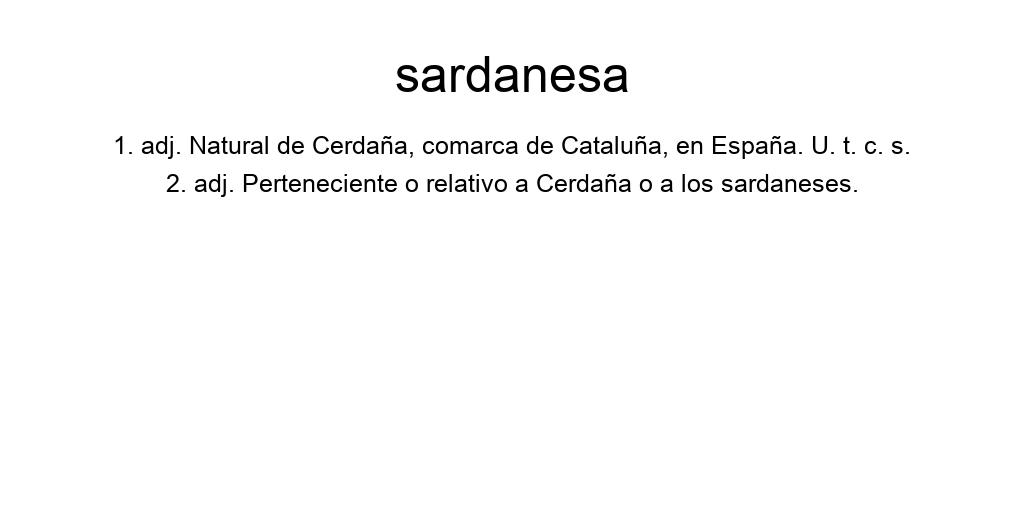 sardanesa
1. adj. Natural de Cerdaña, comarca de Cataluña, en España. U. t. c. s.
2. adj. Perteneciente o relativo a Cerdaña o a los sardaneses.